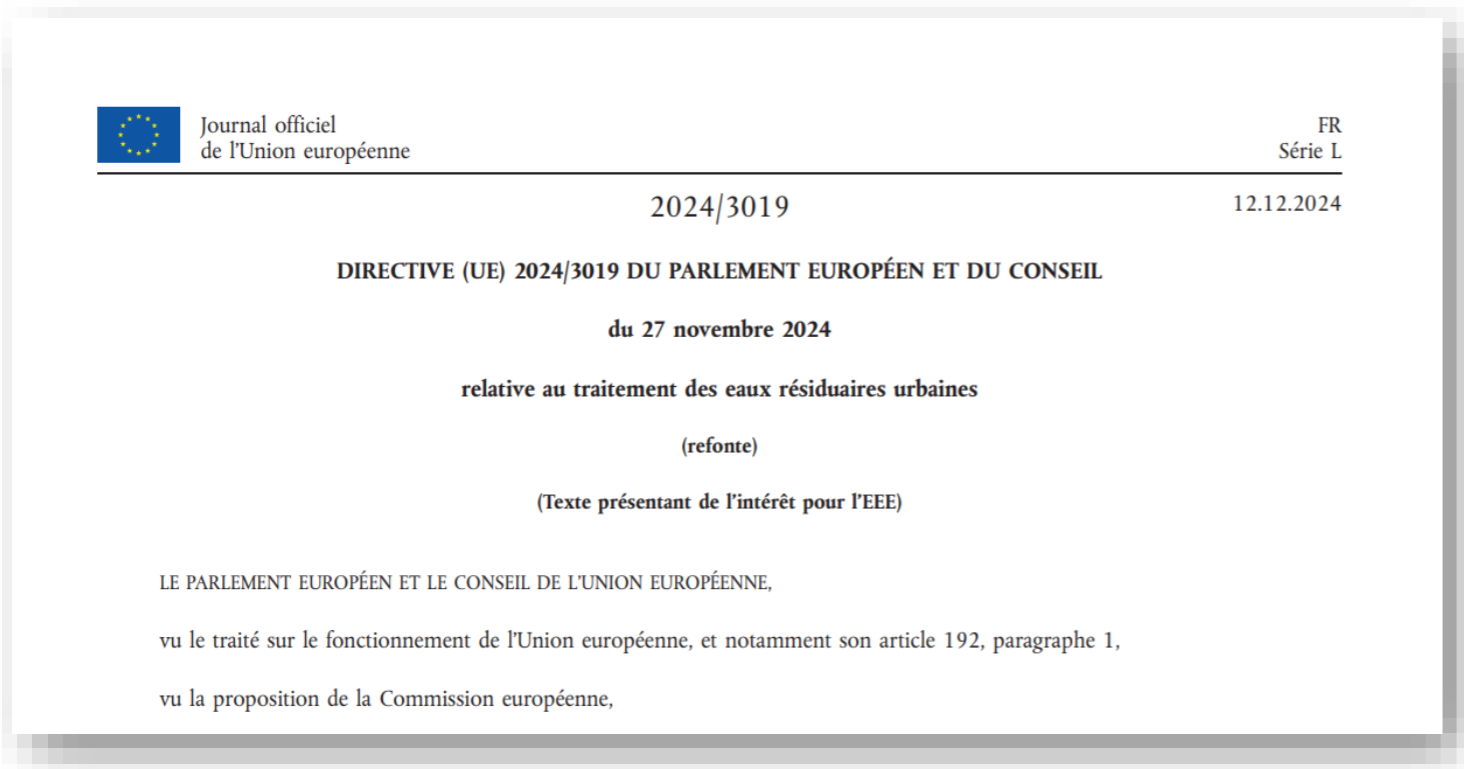 Journal officiel
de l'Union européenne
FR
Série L
2024/3019
12.12.2024
DIRECTIVE (UE) 2024/3019 DU PARLEMENT EUROPÉEN ET DU CONSEIL
du 27 novembre 2024
relative au traitement des eaux résiduaires urbaines
(refonte)
(Texte présentant de l'intérêt pour l'EEE)
LE PARLEMENT EUROPÉEN ET LE CONSEIL DE L'UNION EUROPÉENNE,
vu le traité sur le fonctionnement de l'Union européenne, et notamment son article 192, paragraphe 1,
vu la proposition de la Commission européenne,